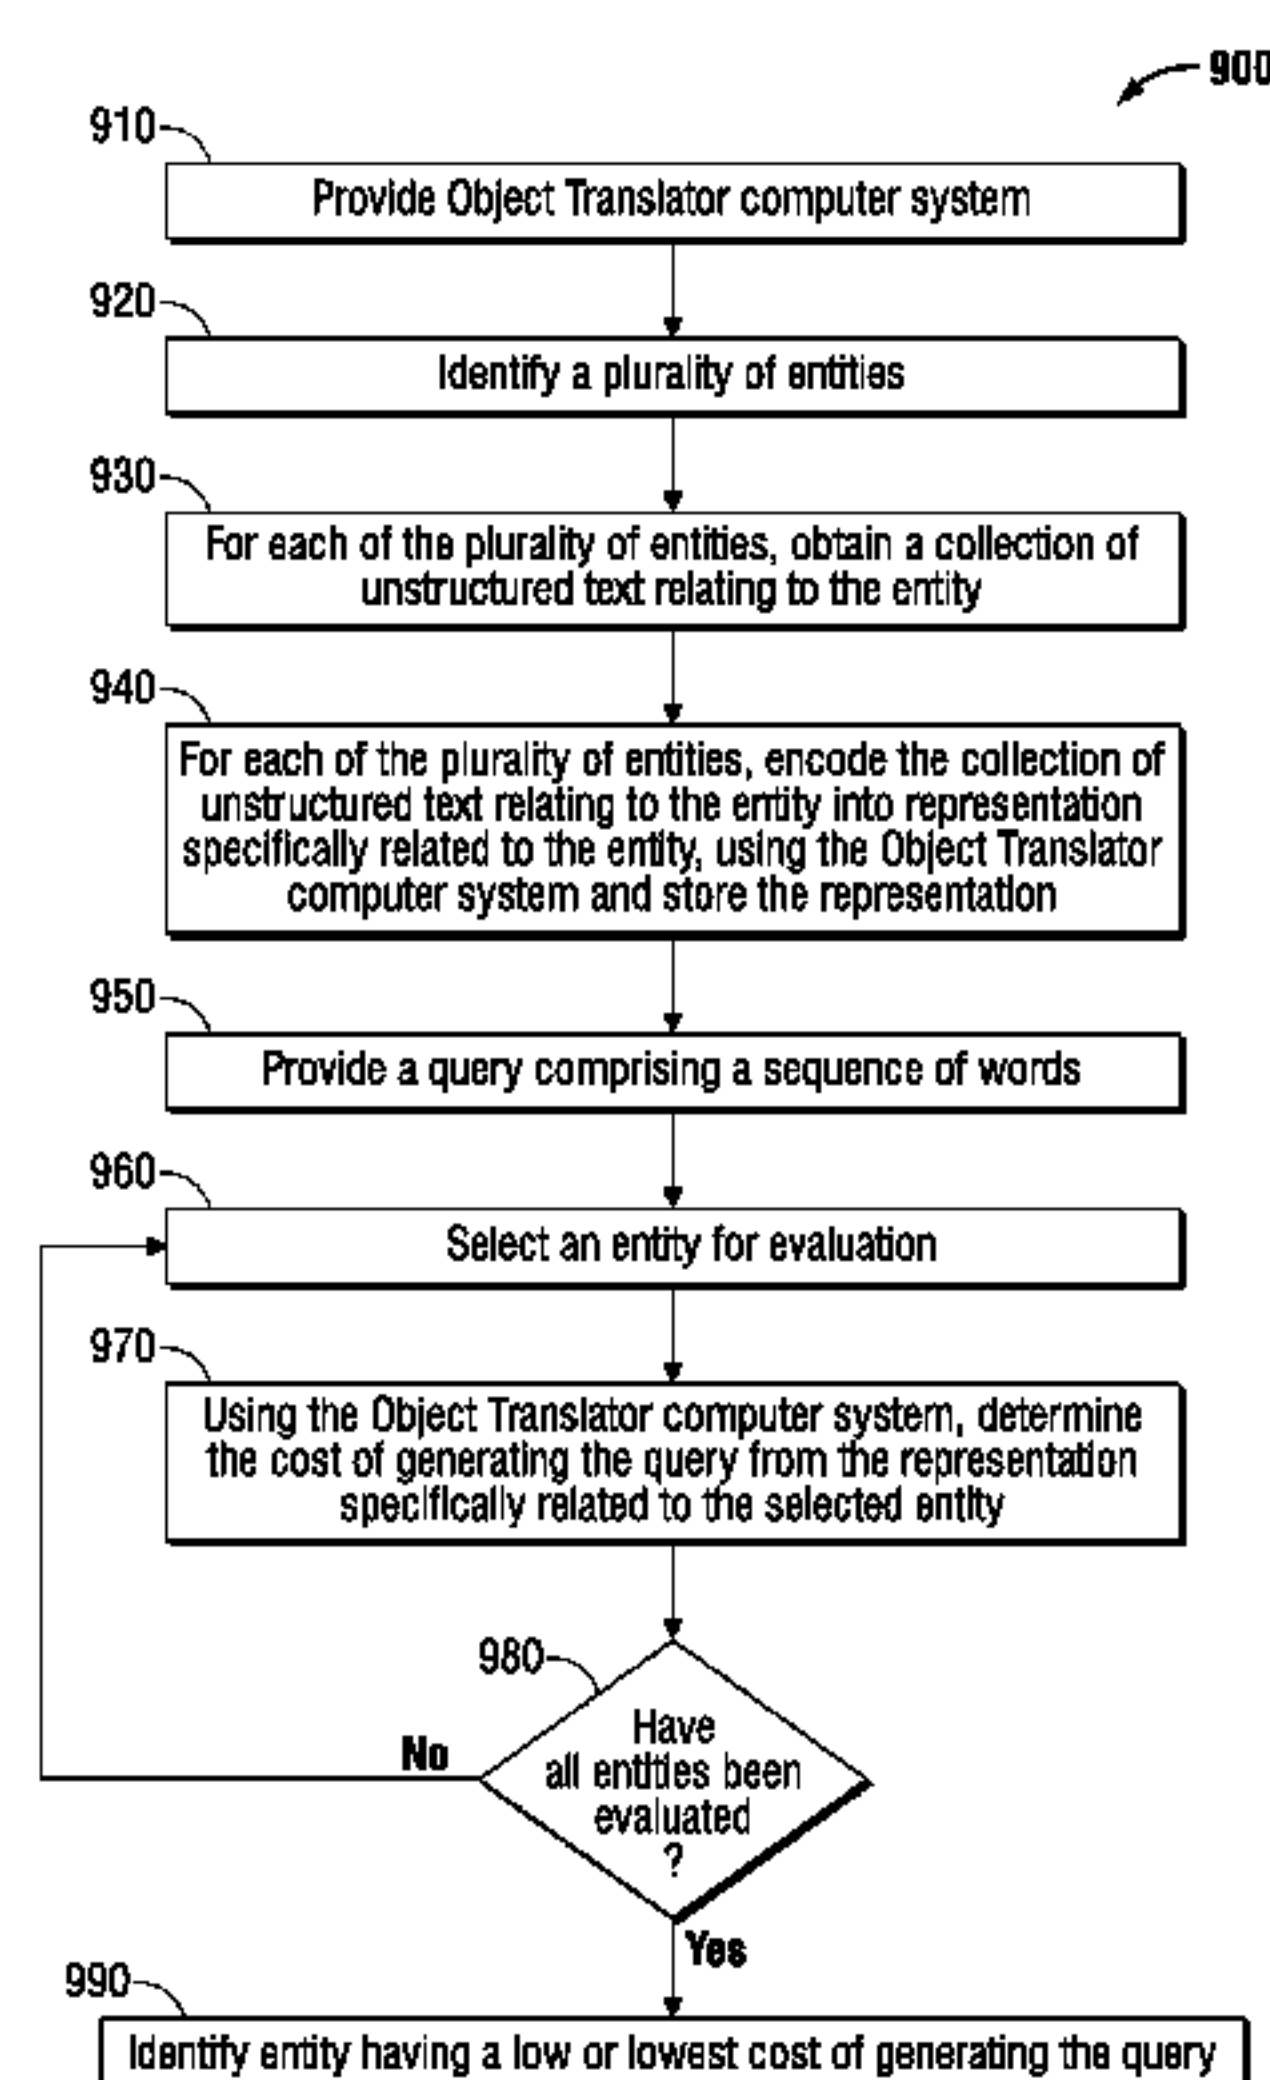 900
910
Provide Object Translator computer system
920
Identify a plurality of entities
930
For each of the plurality of entities, obtain a collection of
unstructured text relating to the entity
940
For each of the plurality of entities, encode the collection of
unstructured text relating to the entity into representation
specifically related to the entity, using the Object Translator
computer system and store the representation
950
Provide a query comprising a sequence of words
960
Select an entity for evaluation
970
Using the Object Translator computer system, determine
the cost of generating the query from the representation
specifically related to the selected entity
980
Have
all entities been
evaluated
?
No
Yes
990
Identify entity having a low or lowest cost of generating the query